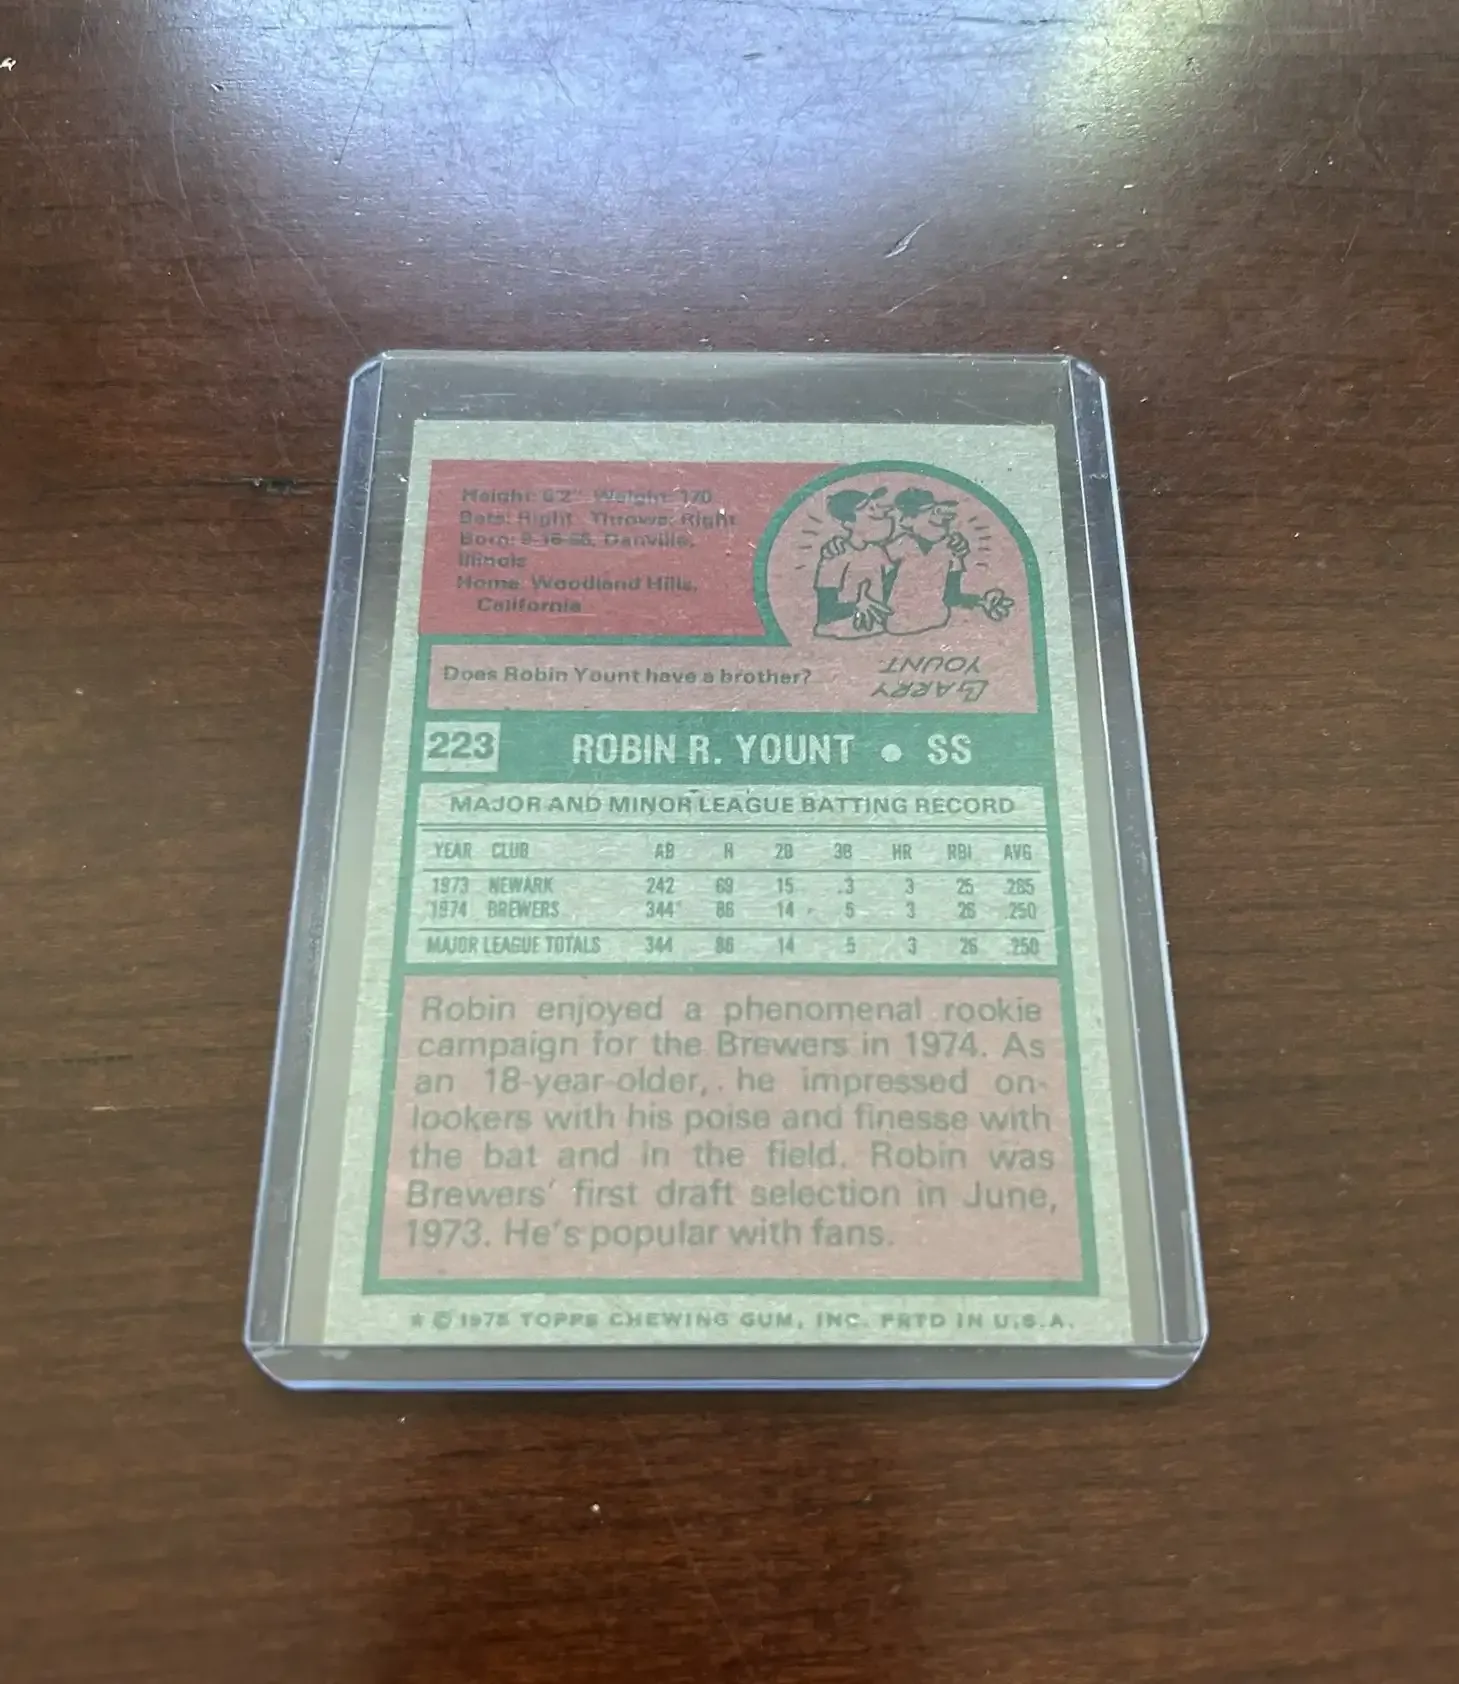 Height: 6'2" Weight: 170
Bats: Right Throws: Right
Born: 9-16-55, Danville,
Illinois
Home: Woodland Hills,
California
Does Robin Yount have a brother?
LARRY
YOUNT
223 ROBIN R. YOUNT • SS
MAJOR AND MINOR LEAGUE BATTING RECORD
YEAR CLUB AB H 2B 3B HR RBI AVG
1973 NEWARK 242 69 15 3 3 25 .285
1974 BREWERS 344 86 14 5 3 26 .250
MAJOR LEAGUE TOTALS 344 86 14 5 3 26 .250
Robin enjoyed a phenomenal rookie
campaign for the Brewers in 1974. As
an 18-year-older, he impressed on-
lookers with his poise and finesse with
the bat and in the field. Robin was
Brewers' first draft selection in June,
1973. He's popular with fans.
★ © 1975 TOPPS CHEWING GUM, INC. PRTD IN U.S.A.